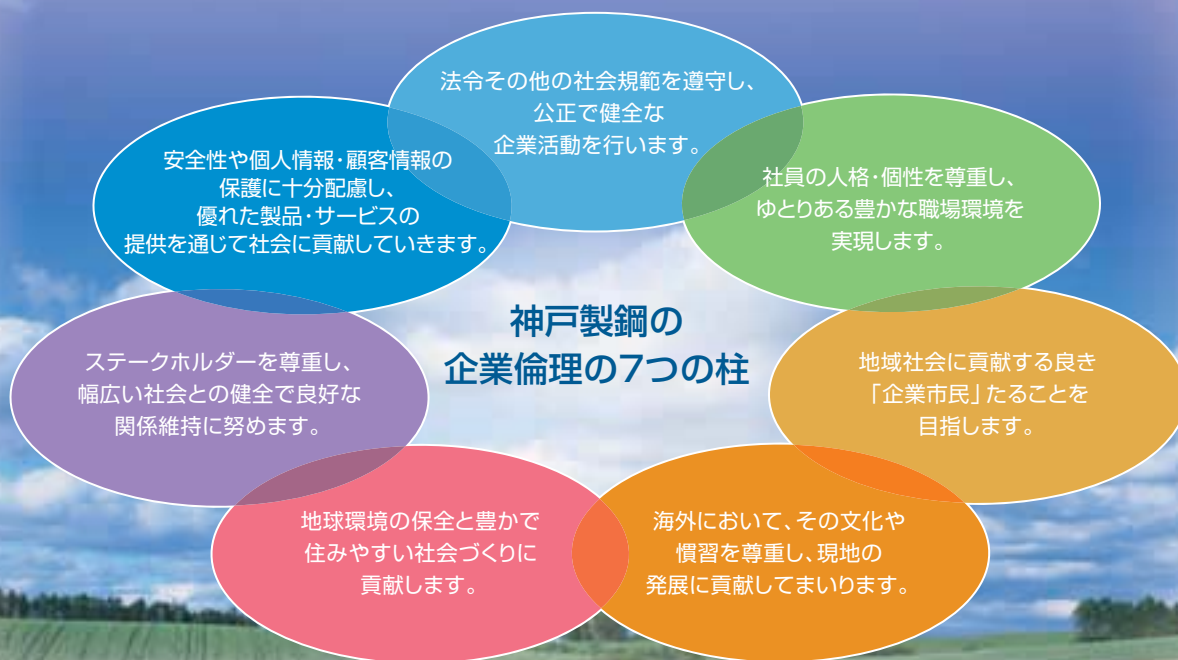 法令その他の社会規範を遵守し、
公正で健全な
企業活動を行います。
安全性や個人情報・顧客情報の
保護に十分配慮し、
優れた製品・サービスの
提供を通じて社会に貢献していきます。
社員の人格・個性を尊重し、
ゆとりある豊かな職場環境を
実現します。
神戸製鋼の
企業倫理の7つの柱
ステークホルダーを尊重し、
幅広い社会との健全で良好な
関係維持に努めます。
地域社会に貢献する良き
「企業市民」たることを
目指します。
地球環境の保全と豊かで
住みやすい社会づくりに
貢献します。
海外において、その文化や
慣習を尊重し、現地の
発展に貢献してまいります。